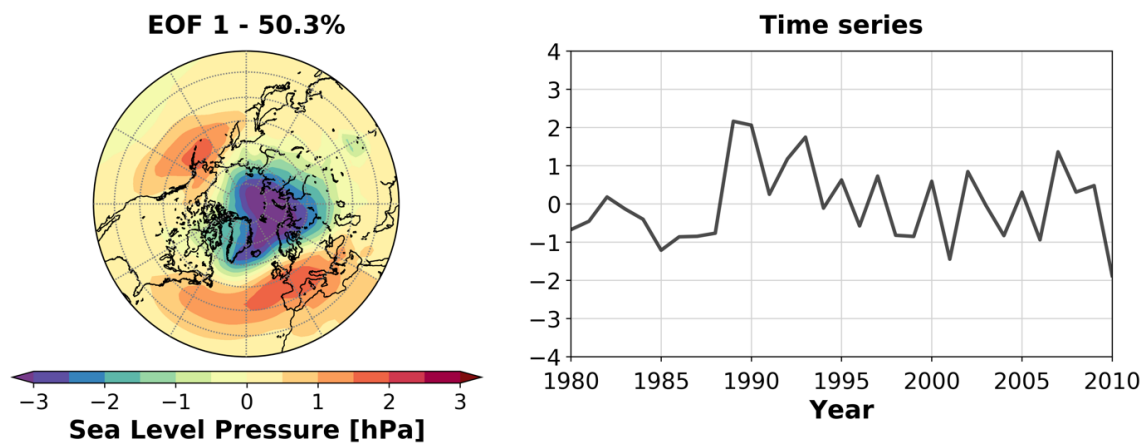 EOF 1 - 50.3%
−3 −2 −1 0 1 2 3
Sea Level Pressure [hPa]
Time series
4
3
2
1
0
−1
−2
−3
−4
1980 1985 1990 1995 2000 2005 2010
Year